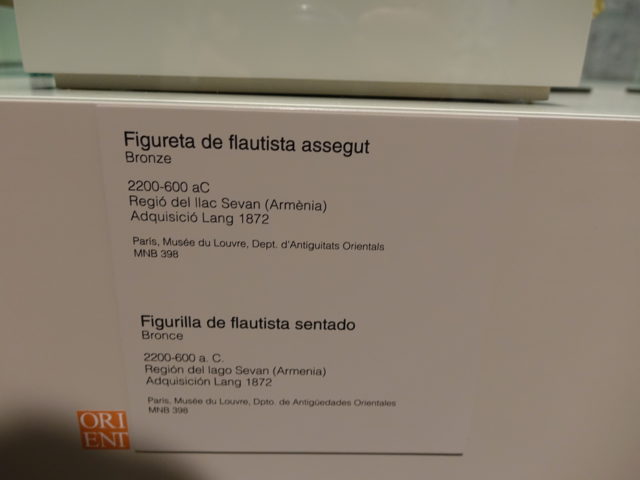 Figureta de flautista assegut
Bronze
2200-600 aC
Regió del llac Sevan (Armènia)
Adquisició Lang 1872
Paris, Musée du Louvre, Dept. d'Antiguitats Orientals
MNB 398
Figurilla de flautista sentado
Bronce
2200-600 a. C.
Región del lago Sevan (Armenia)
Adquisición Lang 1872
Paris, Musée du Louvre, Dpto. de Antigüedades Orientales
MNB 398
ORI
ENT